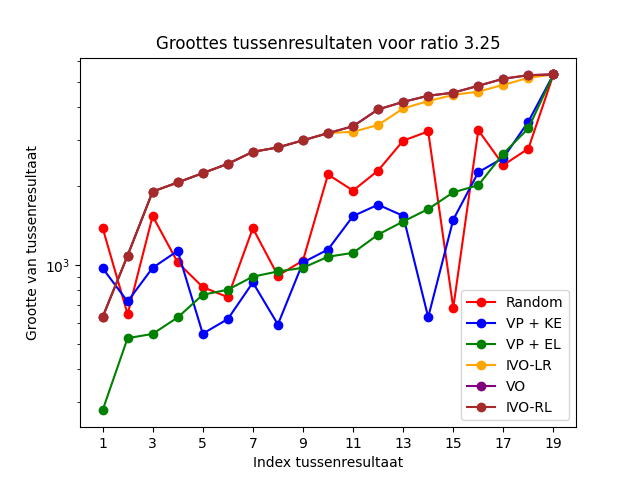 Groottes tussenresultaten voor ratio 3.25
Grootte van tussenresultaat
10³
Random
VP + KE
VP + EL
IVO-LR
VO
IVO-RL
1 3 5 7 9 11 13 15 17 19
Index tussenresultaat